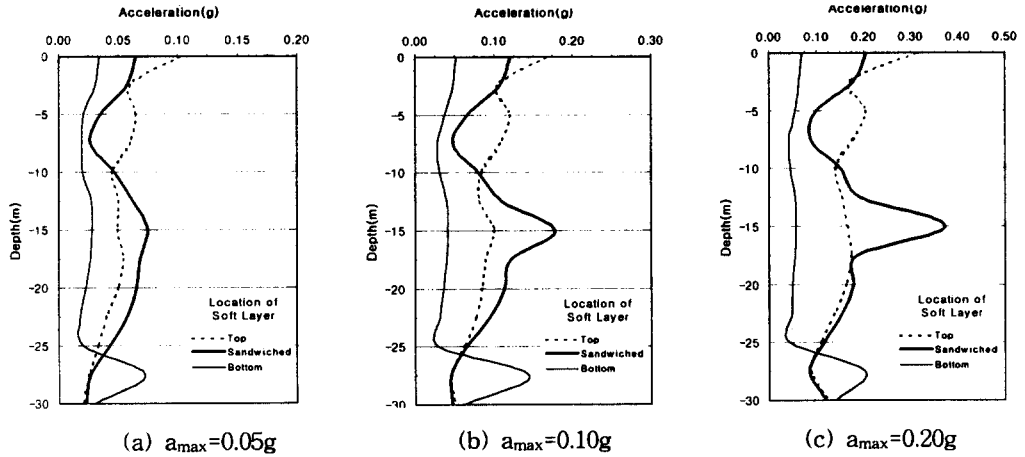 Acceleration(g)
0.00 0.05 0.10 0.15 0.20
0
-5
-10
-15
-20
-25
-30
Depth(m)
Location of
Soft Layer
Top
Sandwiched
Bottom
(a) amax=0.05g
Acceleration(g)
0.00 0.10 0.20 0.30
0
-5
-10
-15
-20
-25
-30
Depth(m)
Location of
Soft Layer
Top
Sandwiched
Bottom
(b) amax=0.10g
Acceleration(g)
0.00 0.10 0.20 0.30 0.40 0.50
0
-5
-10
-15
-20
-25
-30
Depth(m)
Location of
Soft Layer
Top
Sandwiched
Bottom
(c) amax=0.20g